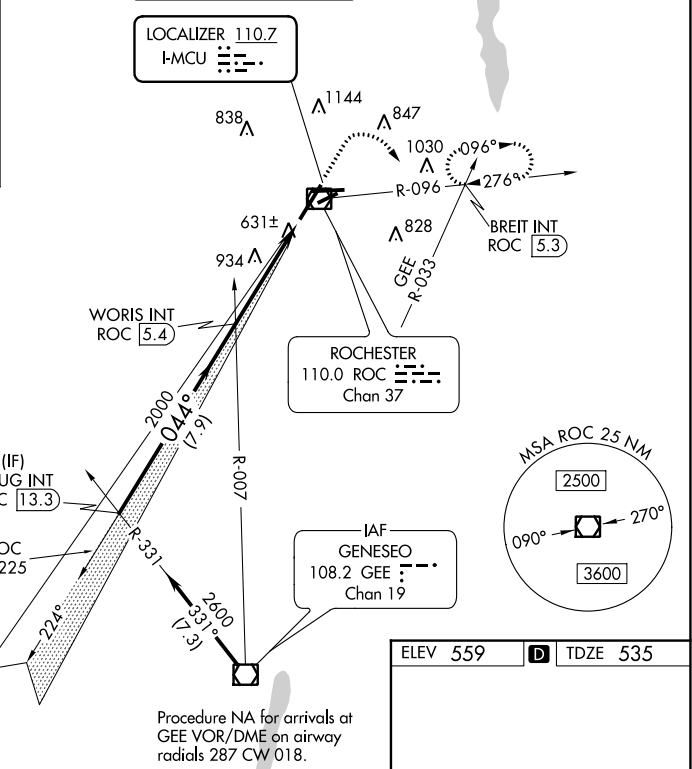 LOCALIZER 110.7
I-MCU
838
1144
847
1030
096°
R-096
276°
631±
828
BREIT INT
ROC 5.3
934
GEE
R-033
WORIS INT
ROC 5.4
ROCHESTER
110.0 ROC
Chan 37
2000
044°
(7.9)
R-007
MSA ROC 25 NM
2500
090°
270°
3600
(IF)
UG INT
C 13.3
R-331
OC
225
IAF
GENESEO
108.2 GEE
Chan 19
2600
331°
(7.3)
224°
ELEV 559
D
TDZE 535
Procedure NA for arrivals at
GEE VOR/DME on airway
radials 287 CW 018.